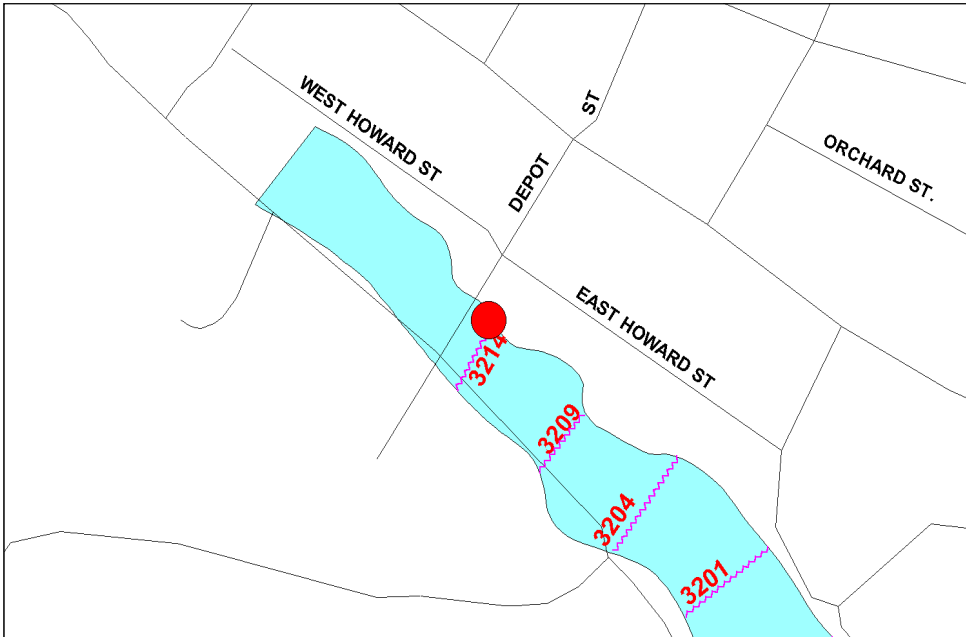 WEST HOWARD ST
DEPOT ST
ORCHARD ST.
EAST HOWARD ST
3214
3209
3204
3201